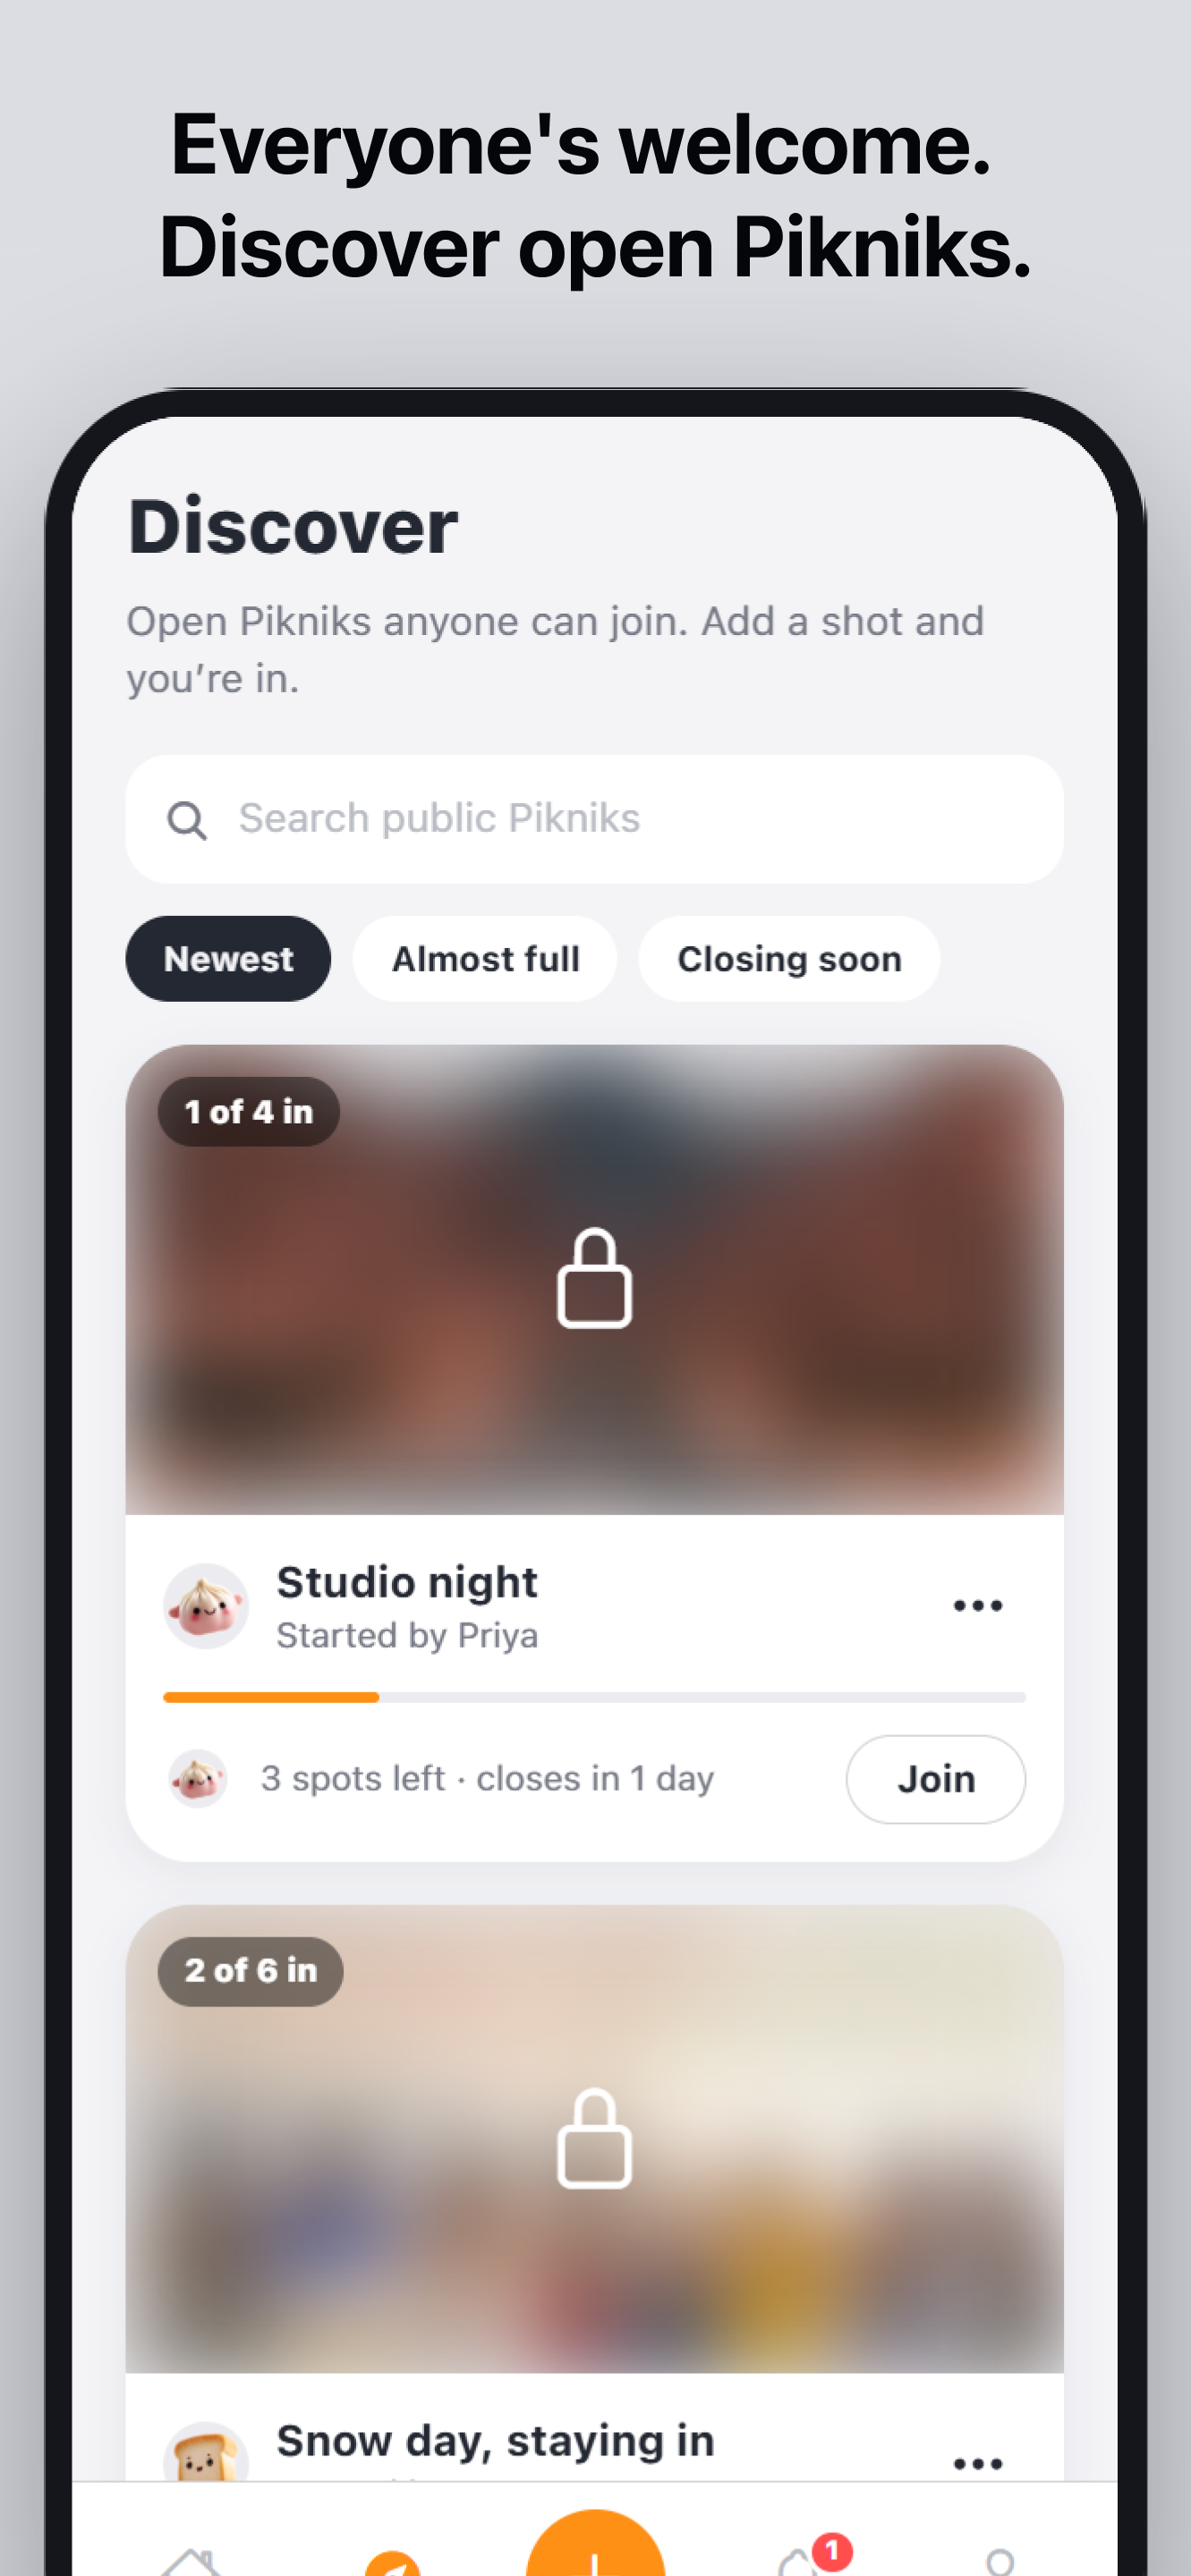 Everyone's welcome.
Discover open Pikniks.
Discover
Open Pikniks anyone can join. Add a shot and
you’re in.
Search public Pikniks
Newest
Almost full
Closing soon
1 of 4 in
Studio night
Started by Priya
3 spots left · closes in 1 day
Join
2 of 6 in
Snow day, staying in
1